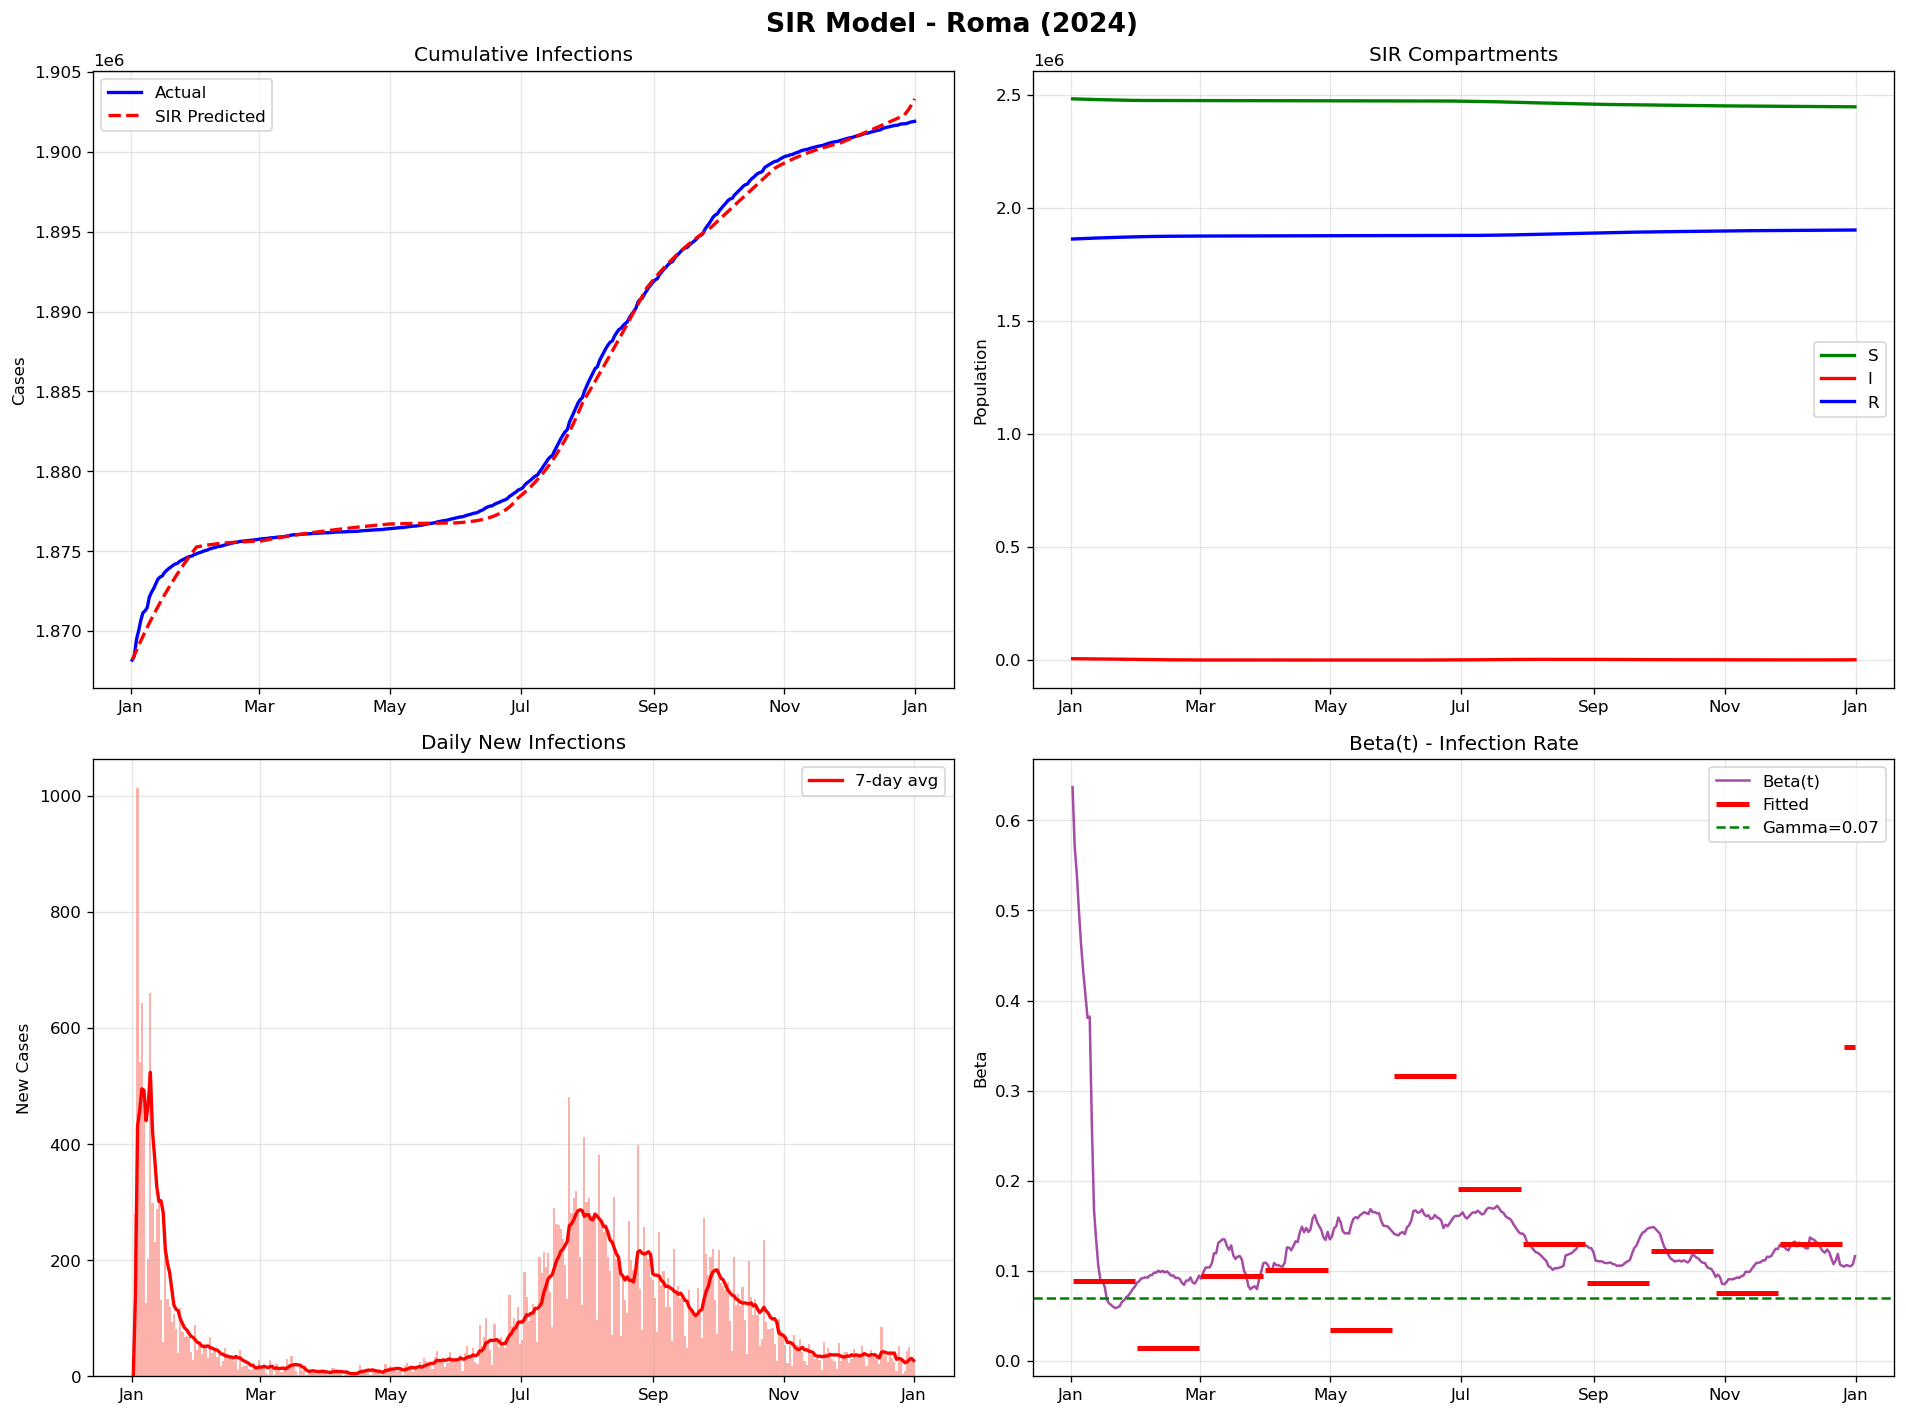 SIR Model - Roma (2024)
Cumulative Infections
1e6
1.905
1.900
1.895
1.890
1.885
1.880
1.875
1.870
Cases
Actual
SIR Predicted
Jan Mar May Jul Sep Nov Jan
SIR Compartments
1e6
2.5
2.0
1.5
1.0
0.5
0.0
Population
S
I
R
Jan Mar May Jul Sep Nov Jan
Daily New Infections
1000
800
600
400
200
0
New Cases
7-day avg
Jan Mar May Jul Sep Nov Jan
Beta(t) - Infection Rate
0.6
0.5
0.4
0.3
0.2
0.1
0.0
Beta
Beta(t)
Fitted
Gamma=0.07
Jan Mar May Jul Sep Nov Jan